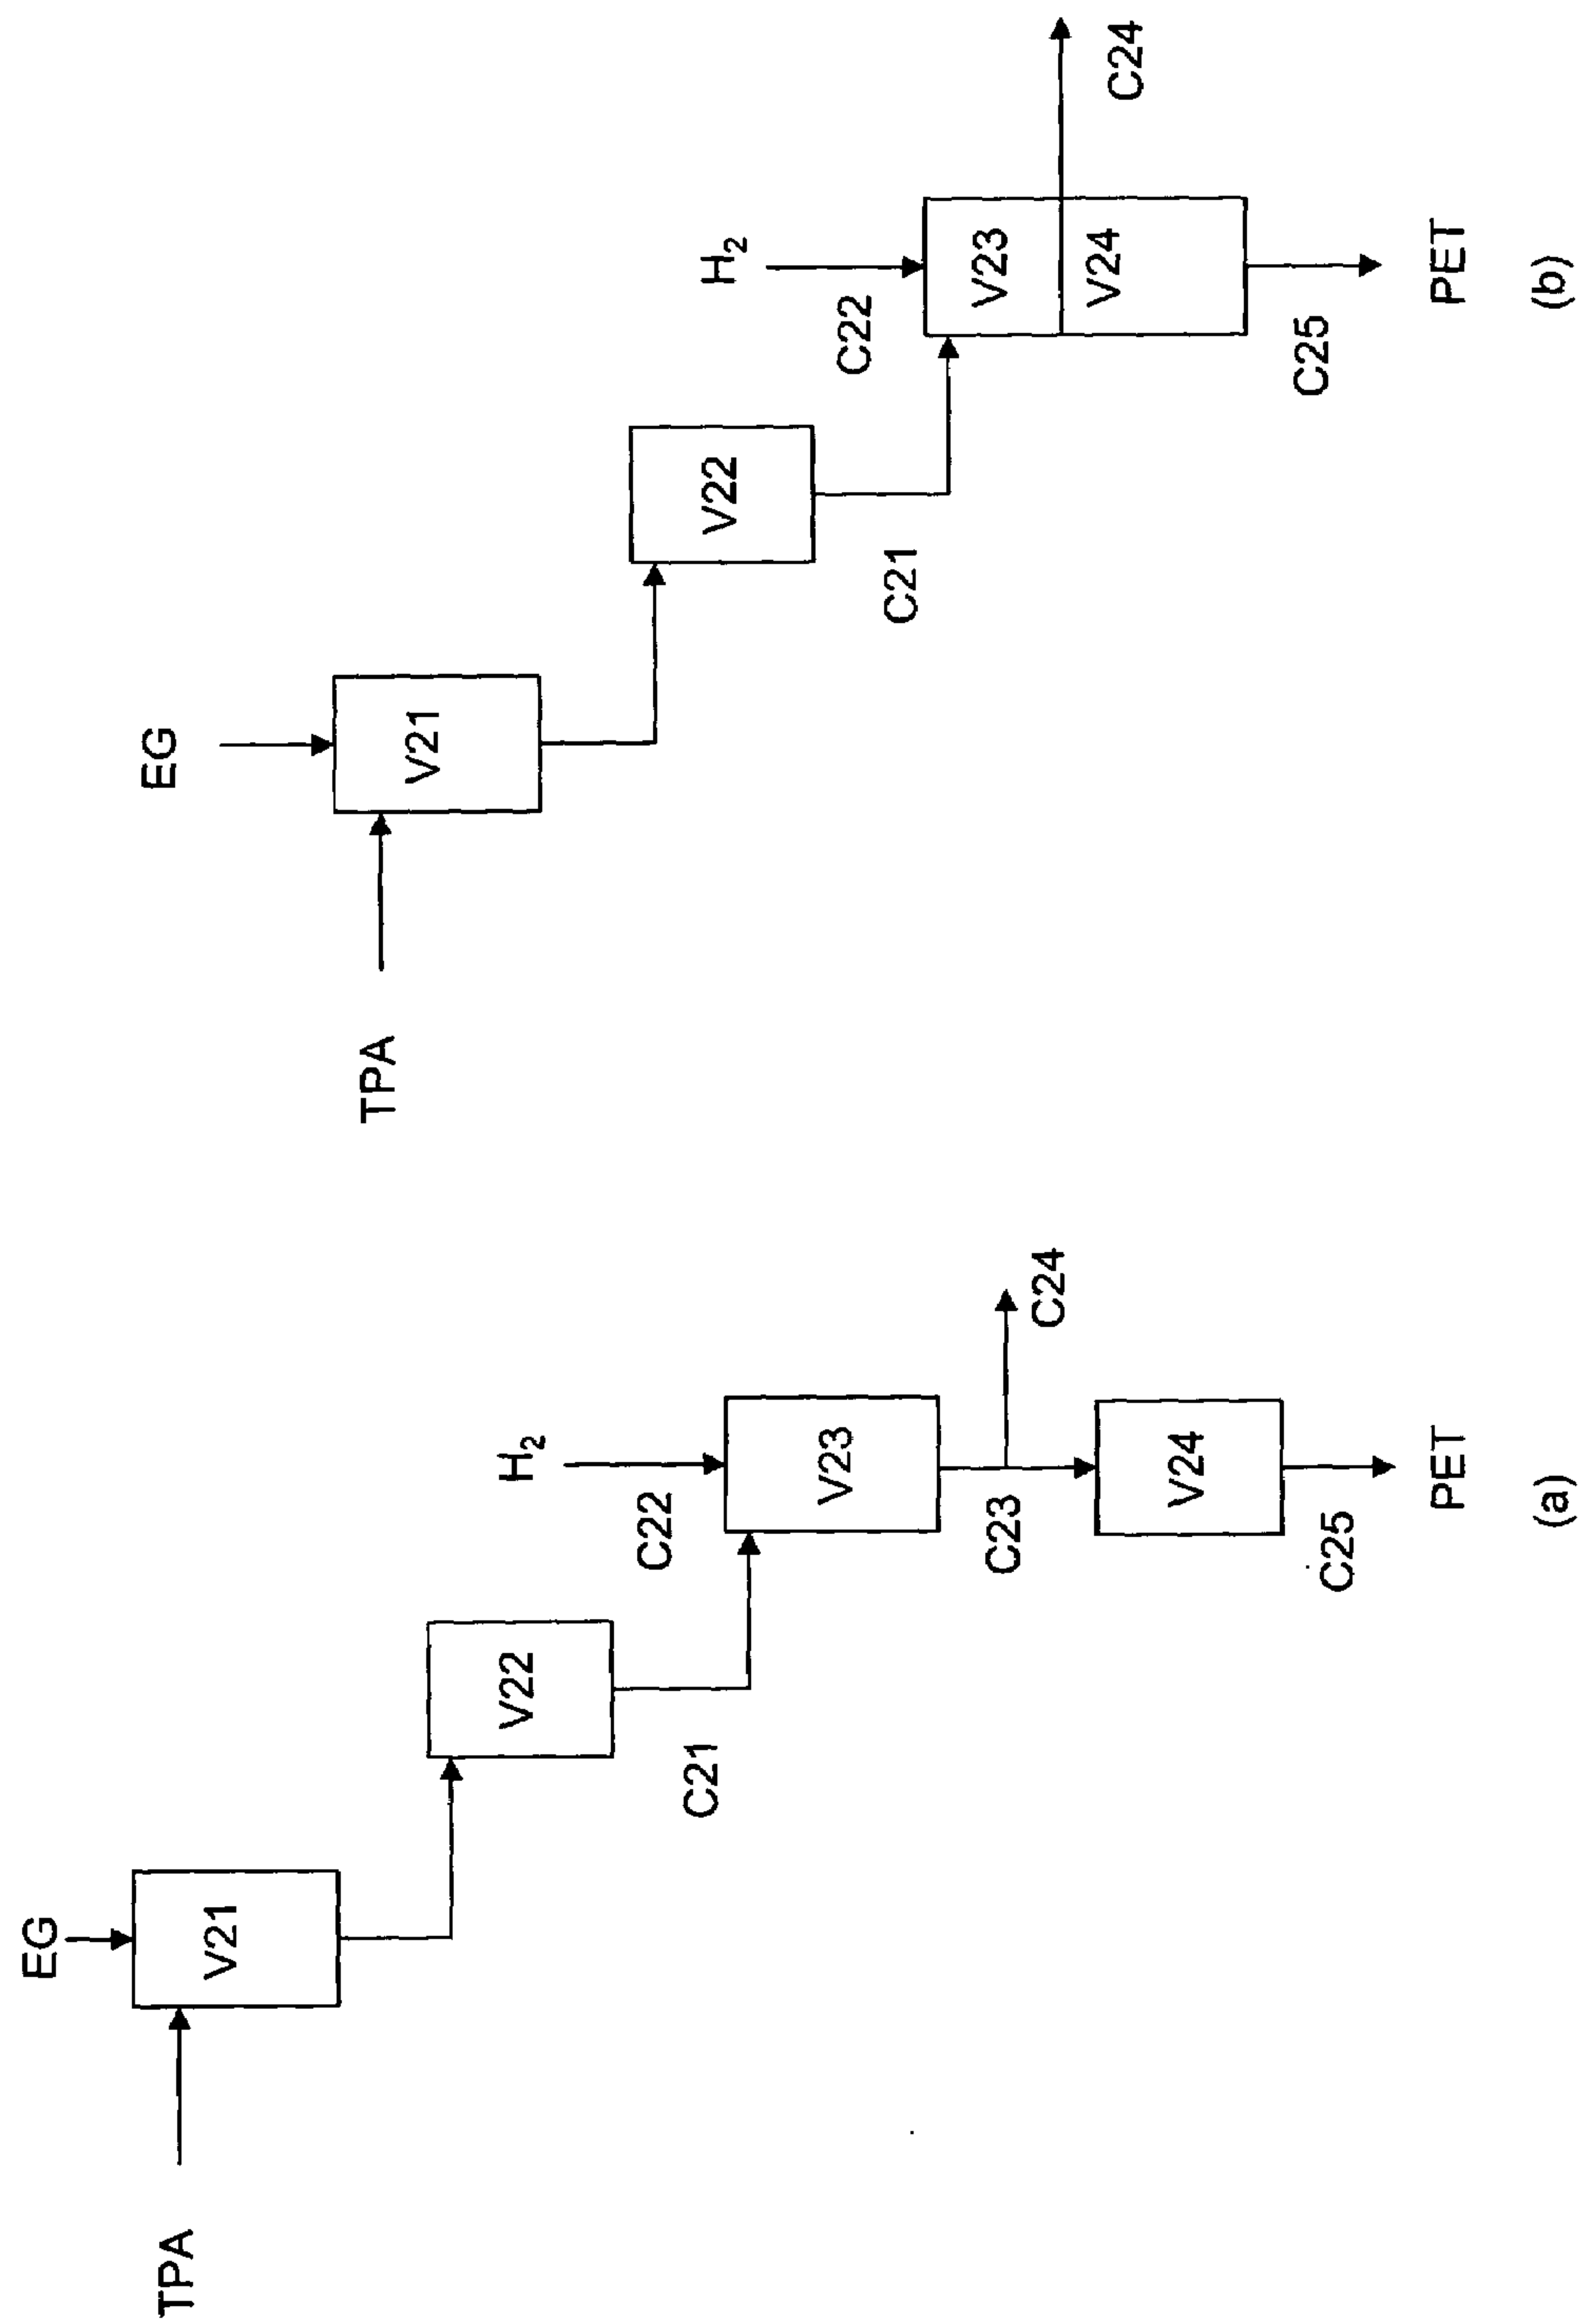 EG
TPA
V21
V22
C21
H₂
C22
V23
C23
C24
V24
C25
PET
(a)
EG
TPA
V21
V22
C21
H₂
C22
V23
V24
C24
C25
PET
(b)